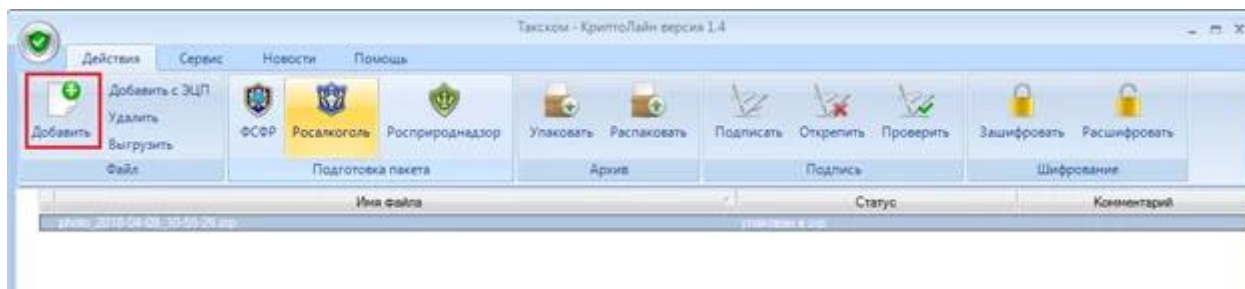 Такском - КриптоЛайн версия 1.4
Действия Сервис Новости Помощь
Добавить
Добавить с ЭЦП
Удалить
Выгрузить
ФСФР Росалкоголь Росприроднадзор
Упаковать Распаковать
Подписать Открепить Проверить
Зашифровать Расшифровать
Файл Подготовка пакета Архив Подпись Шифрование
Имя файла Статус Комментарий